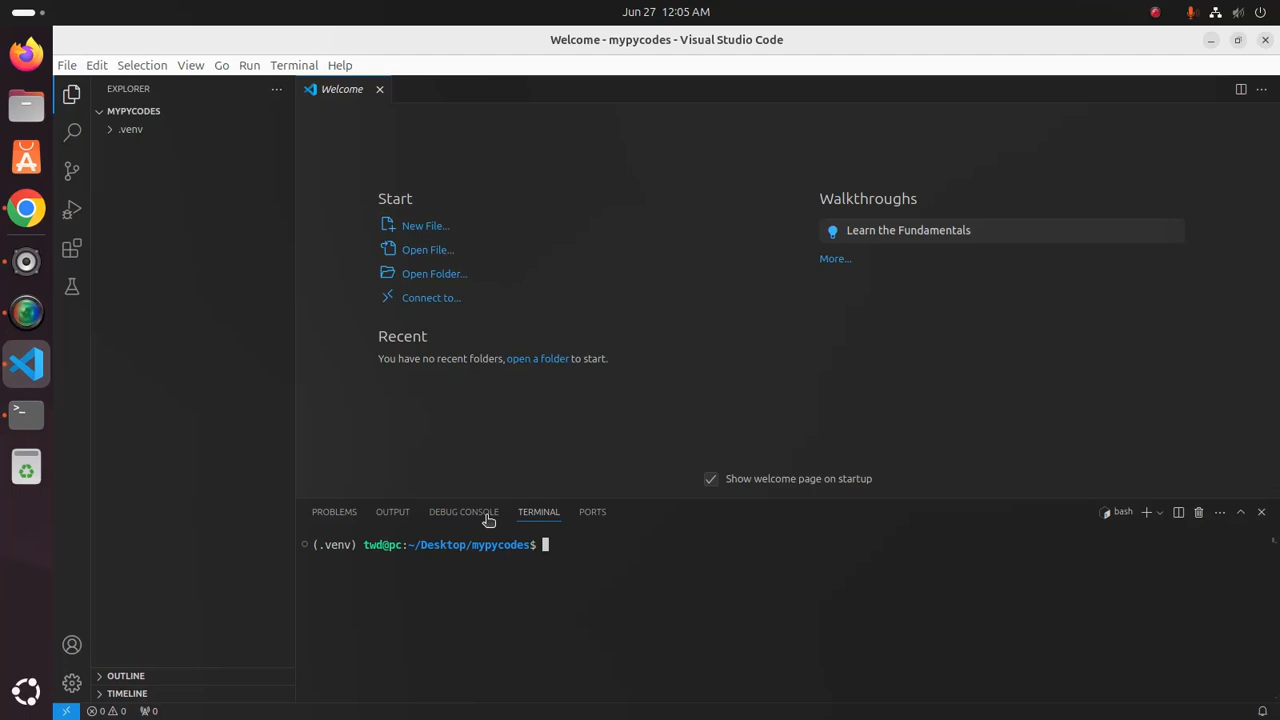 Jun 27 12:05 AM
Welcome - mypycodes - Visual Studio Code
File Edit Selection View Go Run Terminal Help
EXPLORER
Welcome
MYPYCODES
.venv
Start
New File...
Open File...
Open Folder...
Connect to...
Recent
You have no recent folders, open a folder to start.
Walkthroughs
Learn the Fundamentals
More...
Show welcome page on startup
PROBLEMS OUTPUT DEBUG CONSOLE TERMINAL PORTS
bash
(.venv) twd@pc:~/Desktop/mypycodes$
OUTLINE
TIMELINE
0 0 0